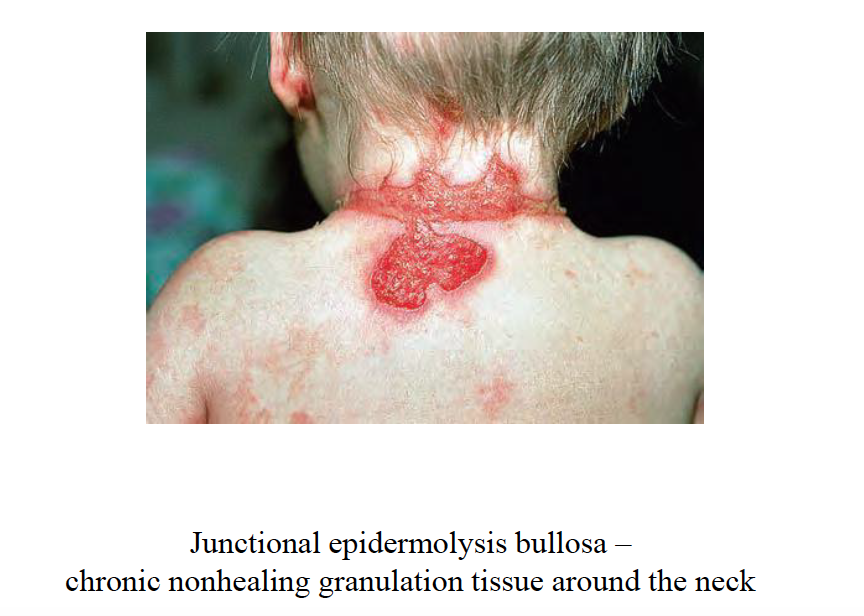 Junctional epidermolysis bullosa –
chronic nonhealing granulation tissue around the neck